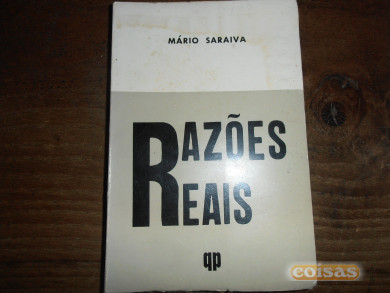 MÁRIO SARAIVA
RAZÕES
REAIS
qp
coisas